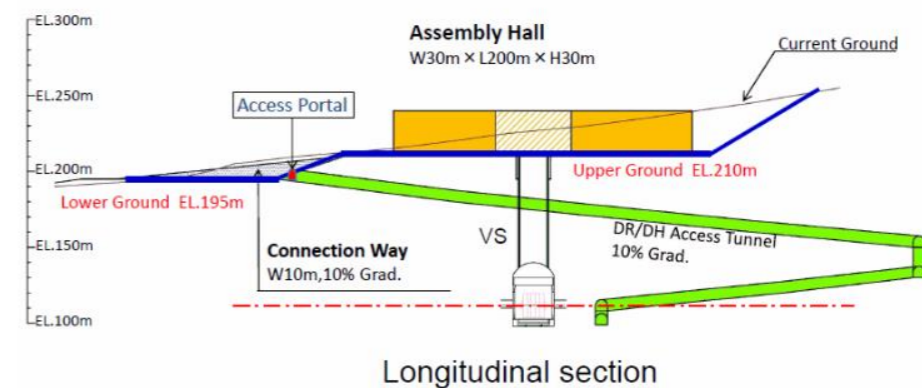 EL.300m
Assembly Hall
W30m × L200m × H30m
Current Ground
EL.250m
Access Portal
EL.200m
Lower Ground EL.195m
Upper Ground EL.210m
EL.150m
Connection Way
W10m,10% Grad.
VS
DR/DH Access Tunnel
10% Grad.
EL.100m
Longitudinal section